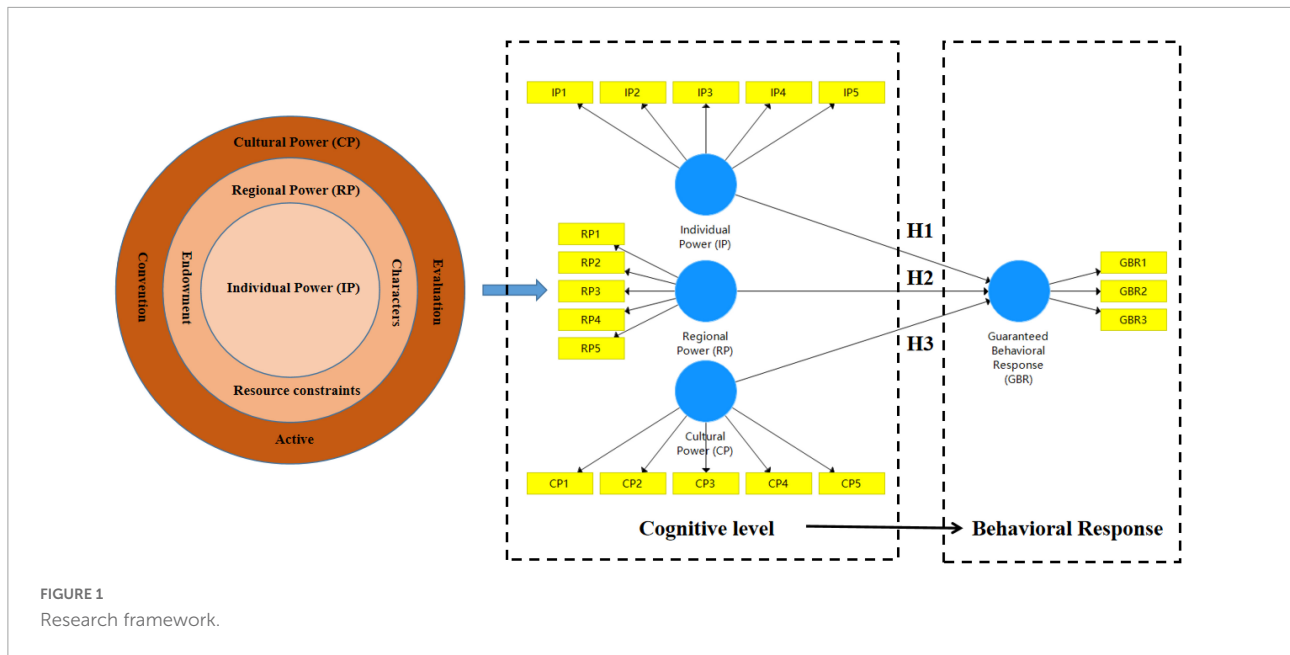 Cultural Power (CP)
Regional Power (RP)
Convention
Endowment
Individual Power (IP)
Characters
Evaluation
Resource constraints
Active
IP1 IP2 IP3 IP4 IP5
Individual
Power (IP)
RP1
RP2
RP3
RP4
RP5
Regional
Power (RP)
Cultural
Power (CP)
CP1 CP2 CP3 CP4 CP5
H1
H2
H3
Guaranteed
Behavioral
Response
(GBR)
GBR1
GBR2
GBR3
Cognitive level
Behavioral Response
FIGURE 1
Research framework.